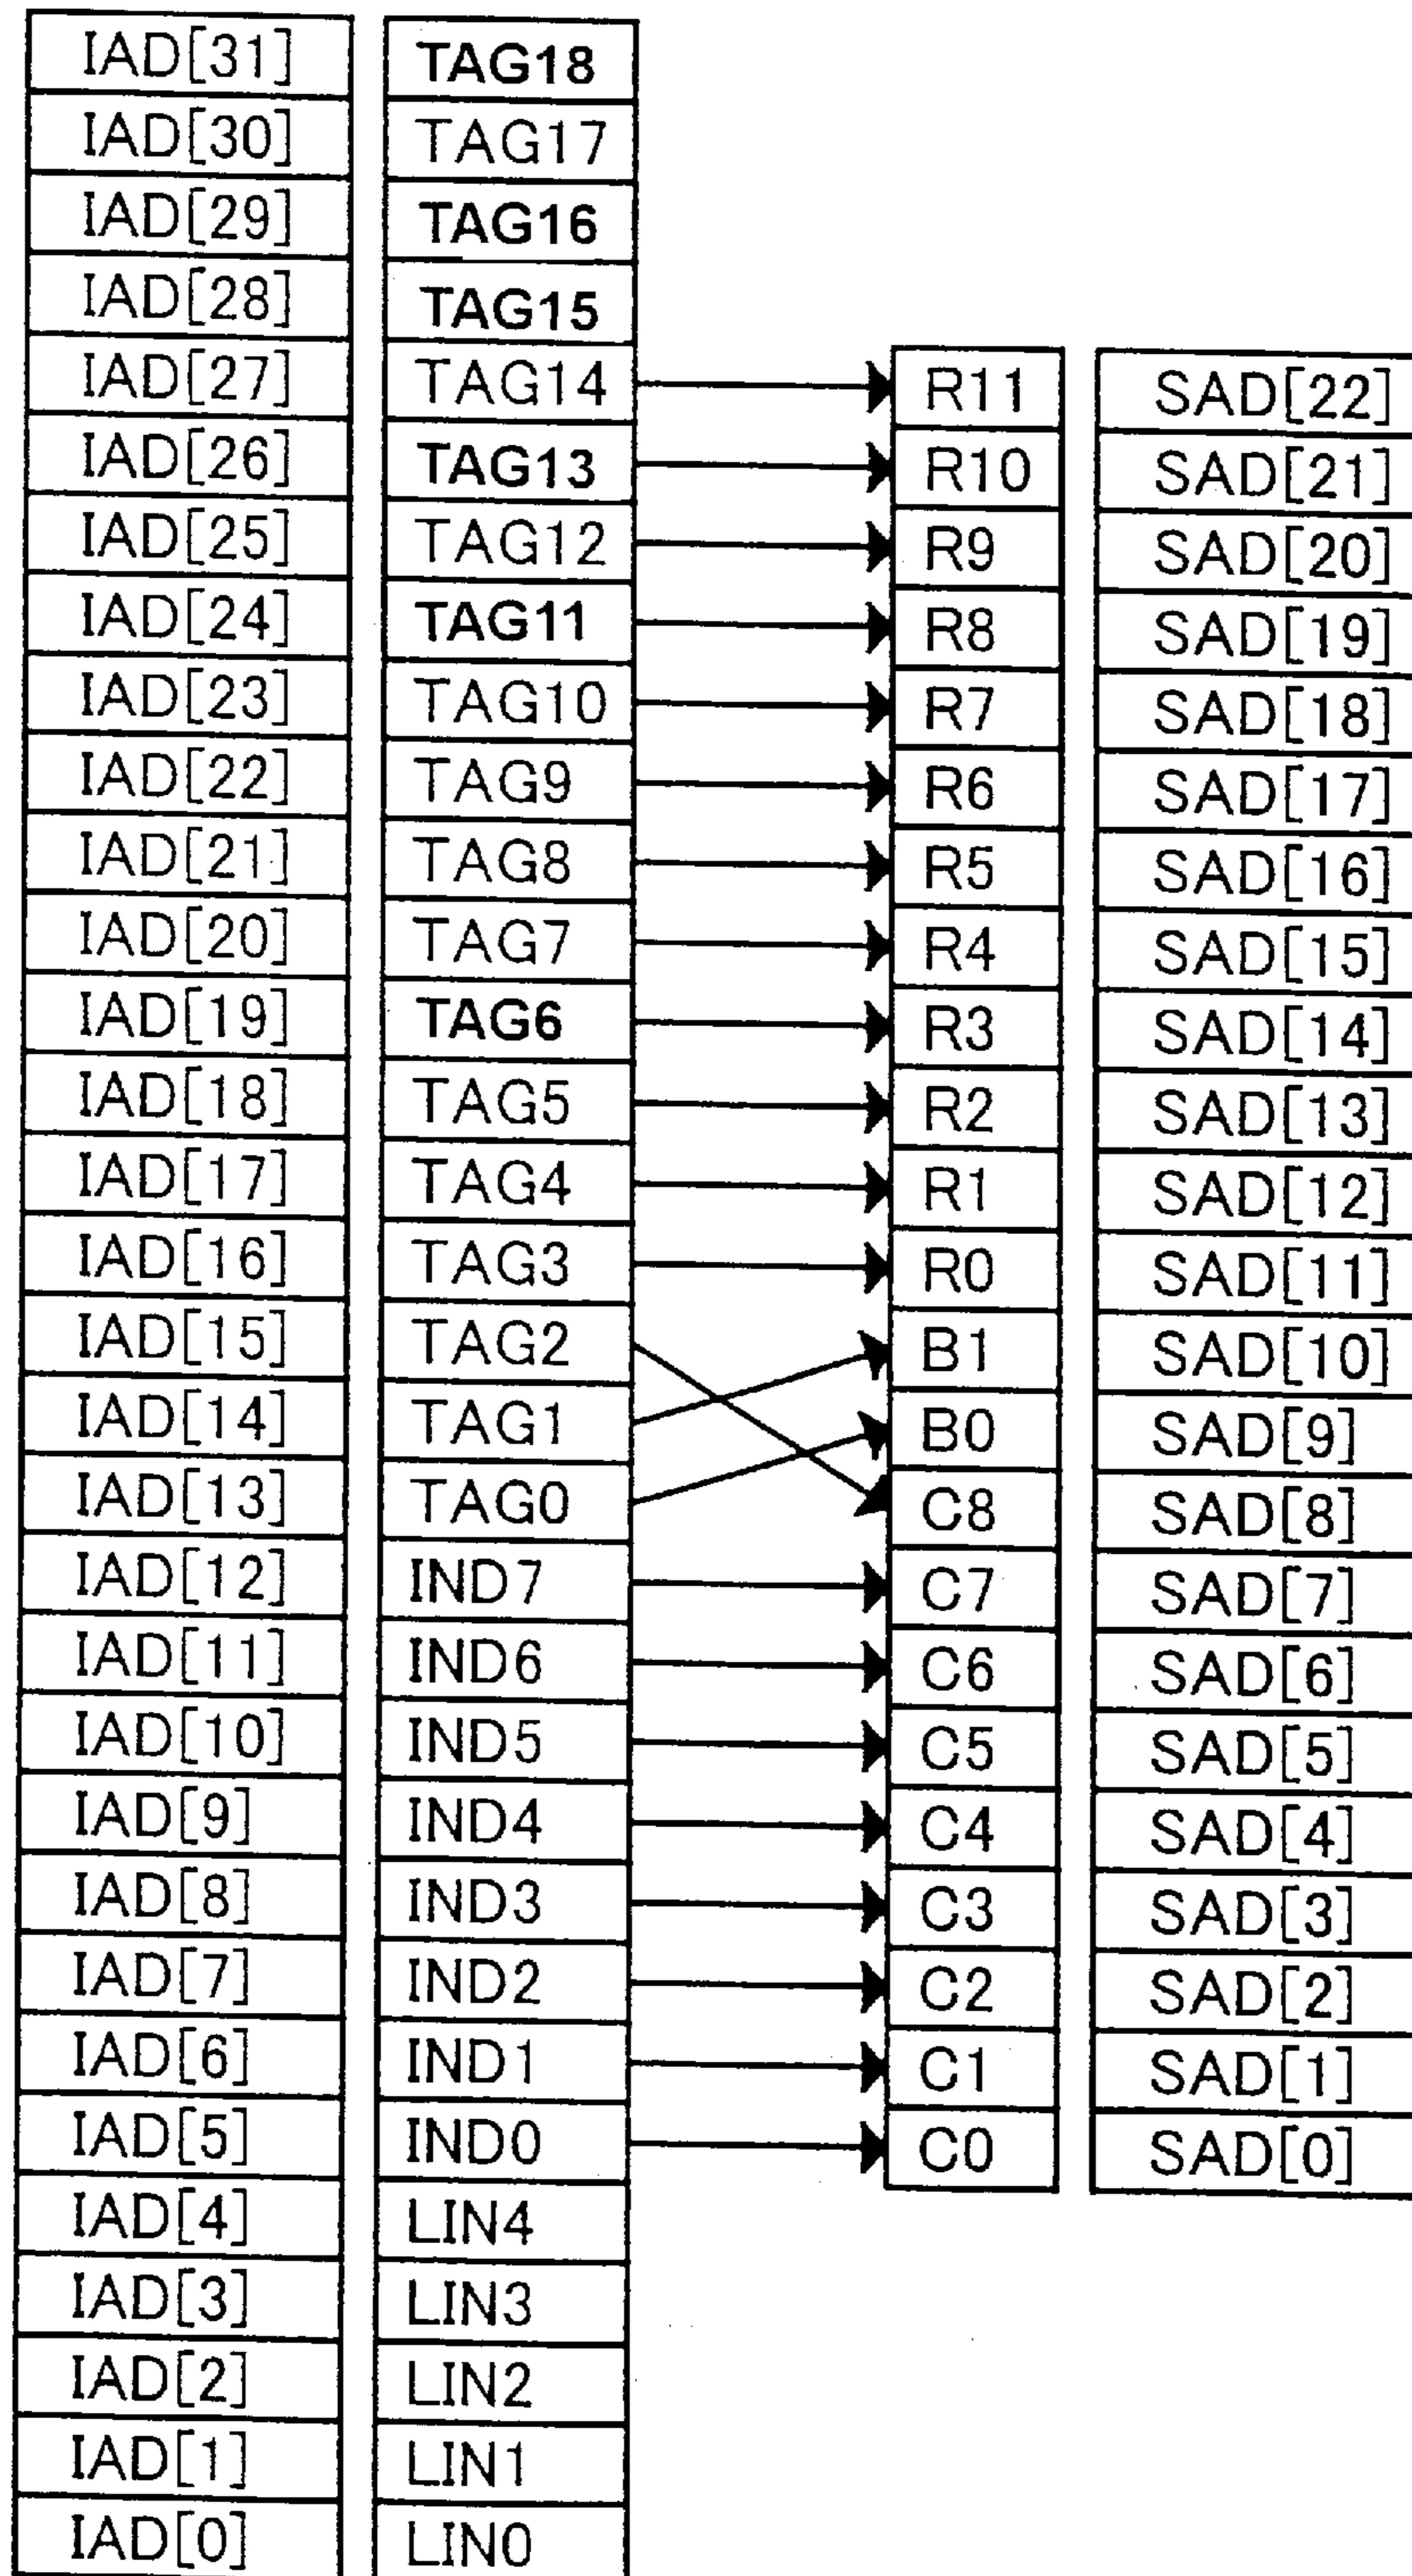 IAD[31] TAG18
IAD[30] TAG17
IAD[29] TAG16
IAD[28] TAG15
IAD[27] TAG14 R11 SAD[22]
IAD[26] TAG13 R10 SAD[21]
IAD[25] TAG12 R9 SAD[20]
IAD[24] TAG11 R8 SAD[19]
IAD[23] TAG10 R7 SAD[18]
IAD[22] TAG9 R6 SAD[17]
IAD[21] TAG8 R5 SAD[16]
IAD[20] TAG7 R4 SAD[15]
IAD[19] TAG6 R3 SAD[14]
IAD[18] TAG5 R2 SAD[13]
IAD[17] TAG4 R1 SAD[12]
IAD[16] TAG3 R0 SAD[11]
IAD[15] TAG2 B1 SAD[10]
IAD[14] TAG1 B0 SAD[9]
IAD[13] TAG0 C8 SAD[8]
IAD[12] IND7 C7 SAD[7]
IAD[11] IND6 C6 SAD[6]
IAD[10] IND5 C5 SAD[5]
IAD[9] IND4 C4 SAD[4]
IAD[8] IND3 C3 SAD[3]
IAD[7] IND2 C2 SAD[2]
IAD[6] IND1 C1 SAD[1]
IAD[5] IND0 C0 SAD[0]
IAD[4] LIN4
IAD[3] LIN3
IAD[2] LIN2
IAD[1] LIN1
IAD[0] LIN0